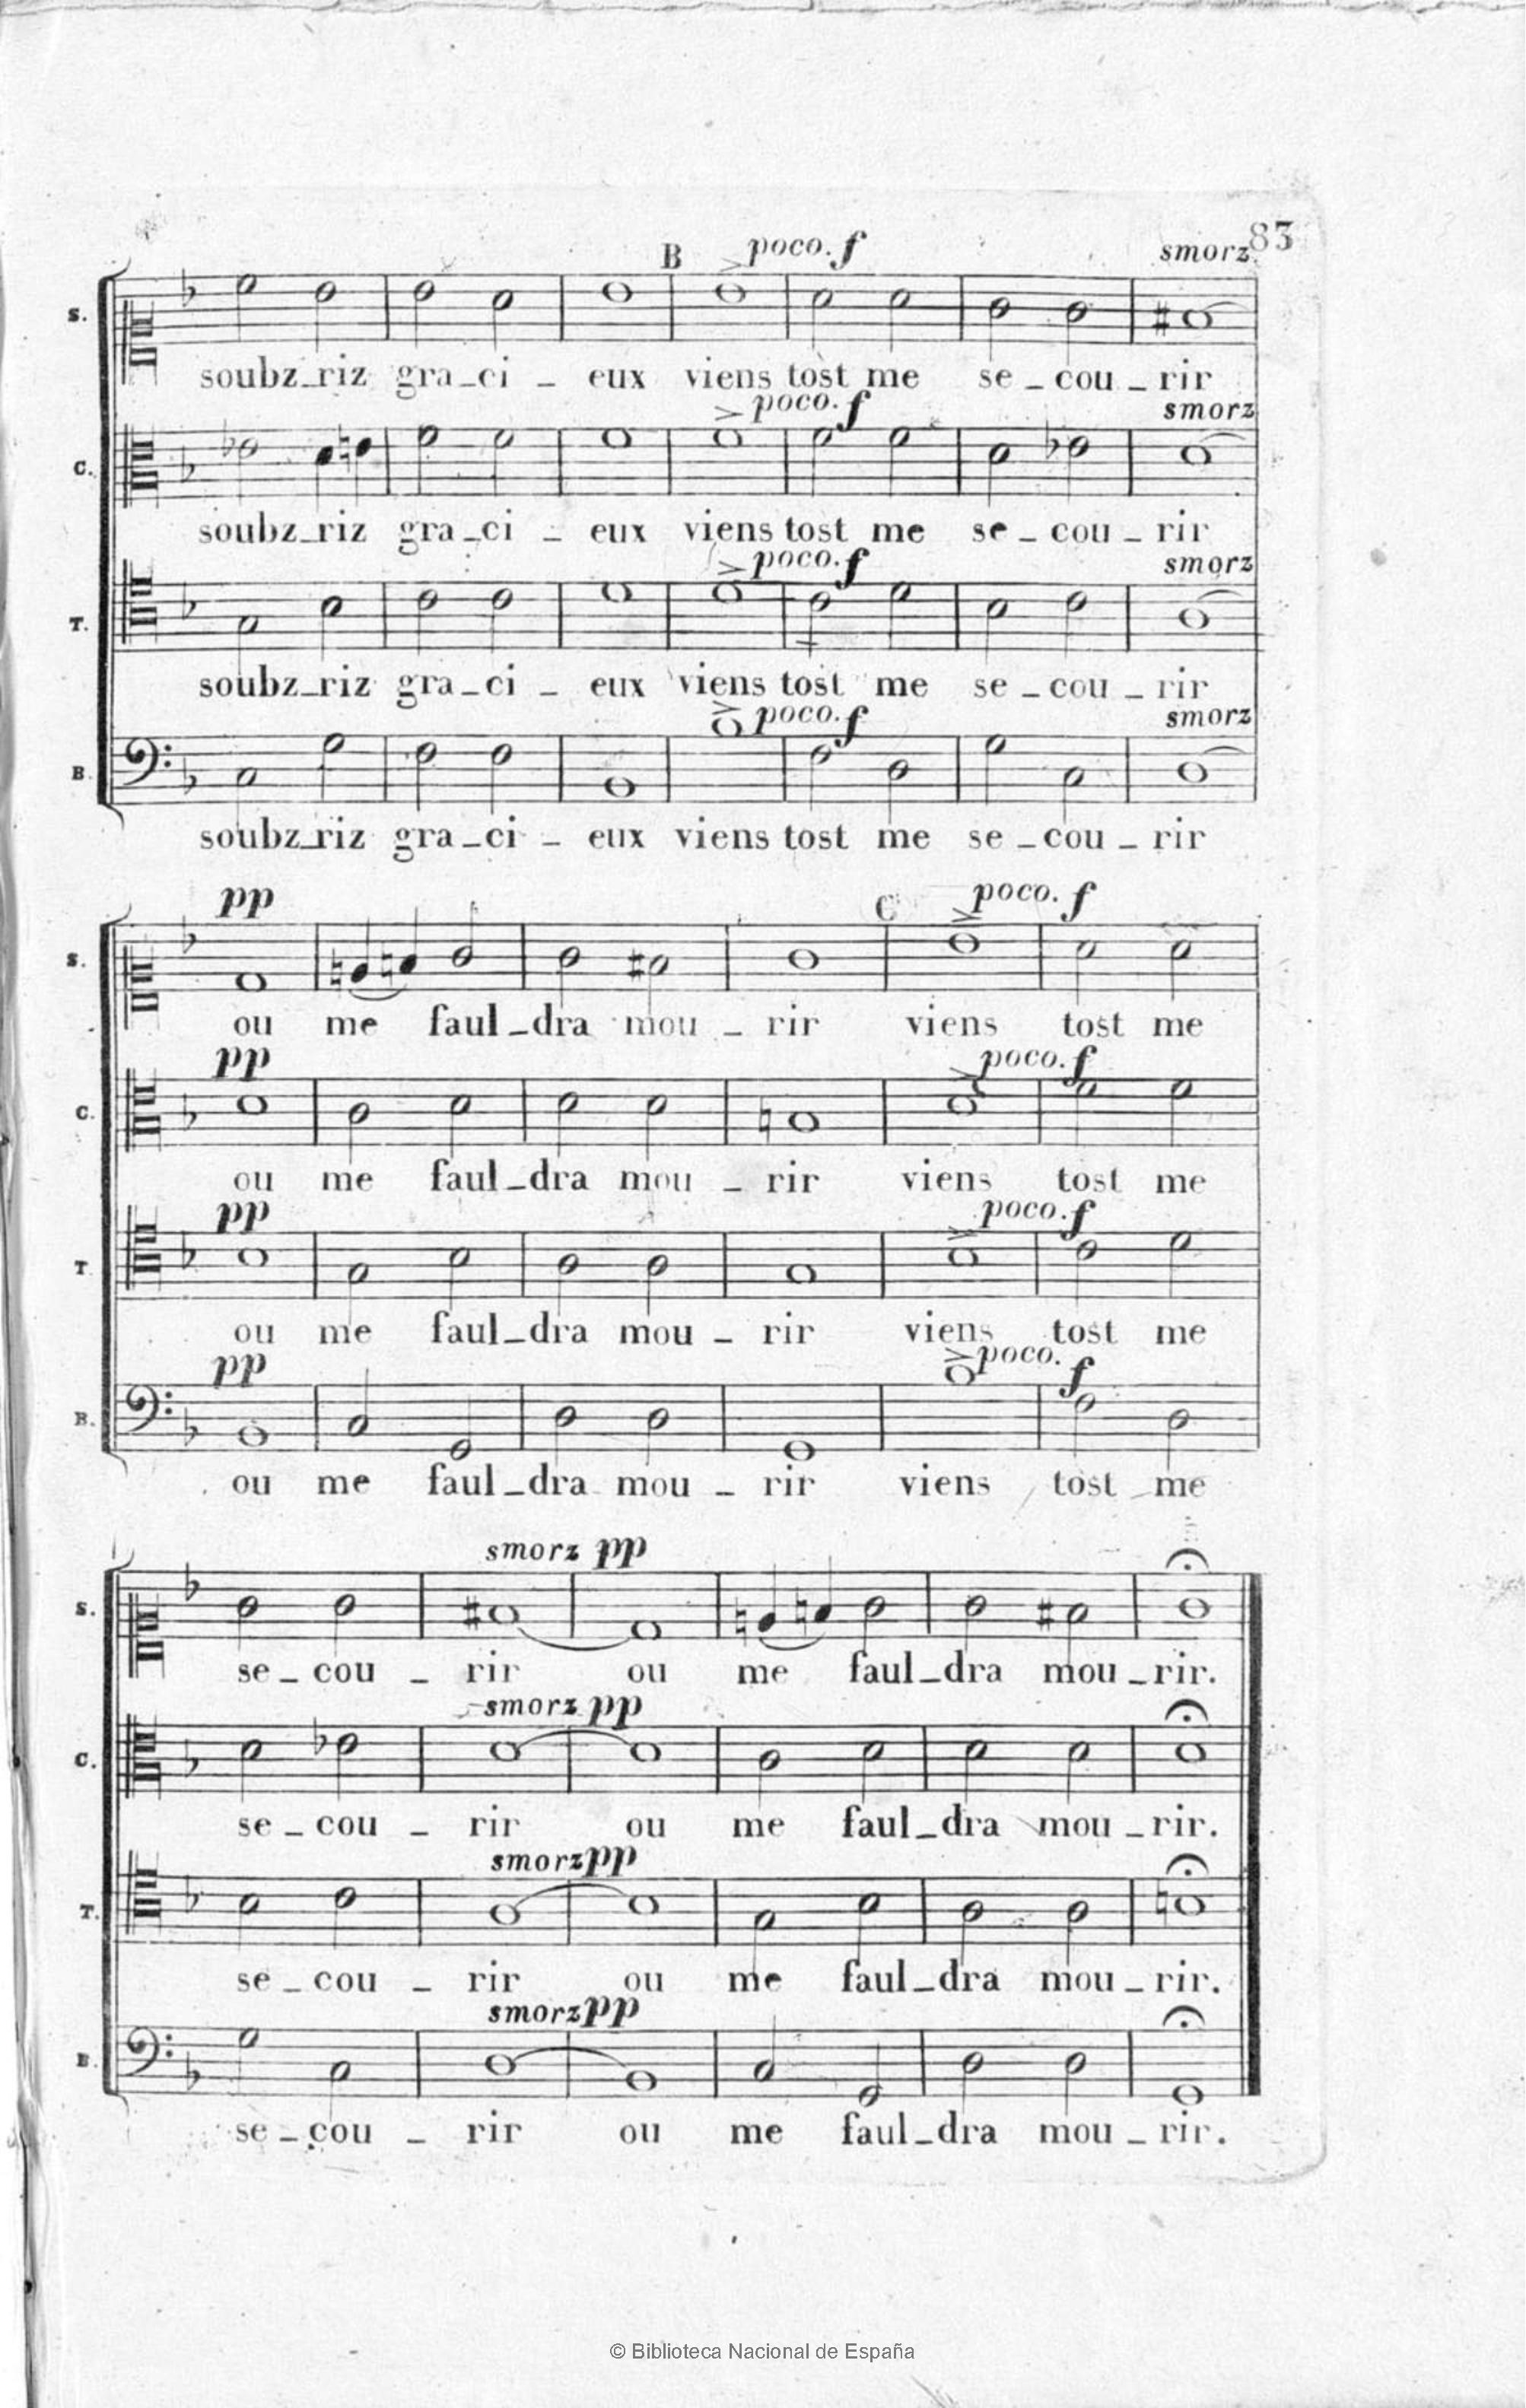 83
B poco. f smorz.
S.
soubz_riz gra_ci _ eux viens tost me se _ cou _ rir
poco. f smorz
C.
soubz_riz gra_ci _ eux viens tost me se _ cou _ rir
poco. f smorz
T.
soubz_riz gra_ci _ eux viens tost me se _ cou _ rir
poco. f smorz
B.
soubz_riz gra_ci _ eux viens tost me se _ cou _ rir
pp C poco. f
S.
ou me faul_dra mou _ rir viens tost me
pp poco. f
C.
ou me faul_dra mou _ rir viens tost me
pp poco. f
T
ou me faul_dra mou _ rir viens tost me
pp poco. f
B.
ou me faul_dra mou _ rir viens tost me
smorz pp
S.
se _ cou _ rir ou me faul_dra mou _ rir.
smorz pp
C.
se _ cou _ rir ou me faul_dra mou _ rir.
smorz pp
T.
se _ cou _ rir ou me faul_dra mou _ rir.
smorz pp
B.
se _ cou _ rir ou me faul_dra mou _ rir.
© Biblioteca Nacional de España